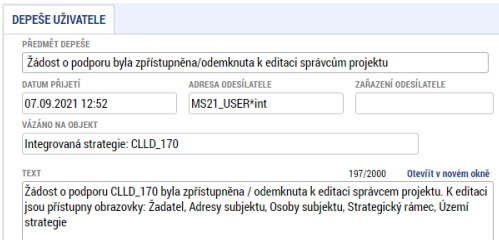 DEPEŠE UŽIVATELE
PŘEDMĚT DEPEŠE
Žádost o podporu byla zpřístupněna/odemknuta k editaci správcům projektu
DATUM PŘIJETÍ ADRESA ODESÍLATELE ZAŘAZENÍ ODESÍLATELE
07.09.2021 12:52 MS21_USER*int
VÁZÁNO NA OBJEKT
Integrovaná strategie: CLLD_170
TEXT 197/2000 Otevřít v novém okně
Žádost o podporu CLLD_170 byla zpřístupněna / odemknuta k editaci správcem projektu. K editaci
jsou přístupny obrazovky: Žadatel, Adresy subjektu, Osoby subjektu, Strategický rámec, Území
strategie